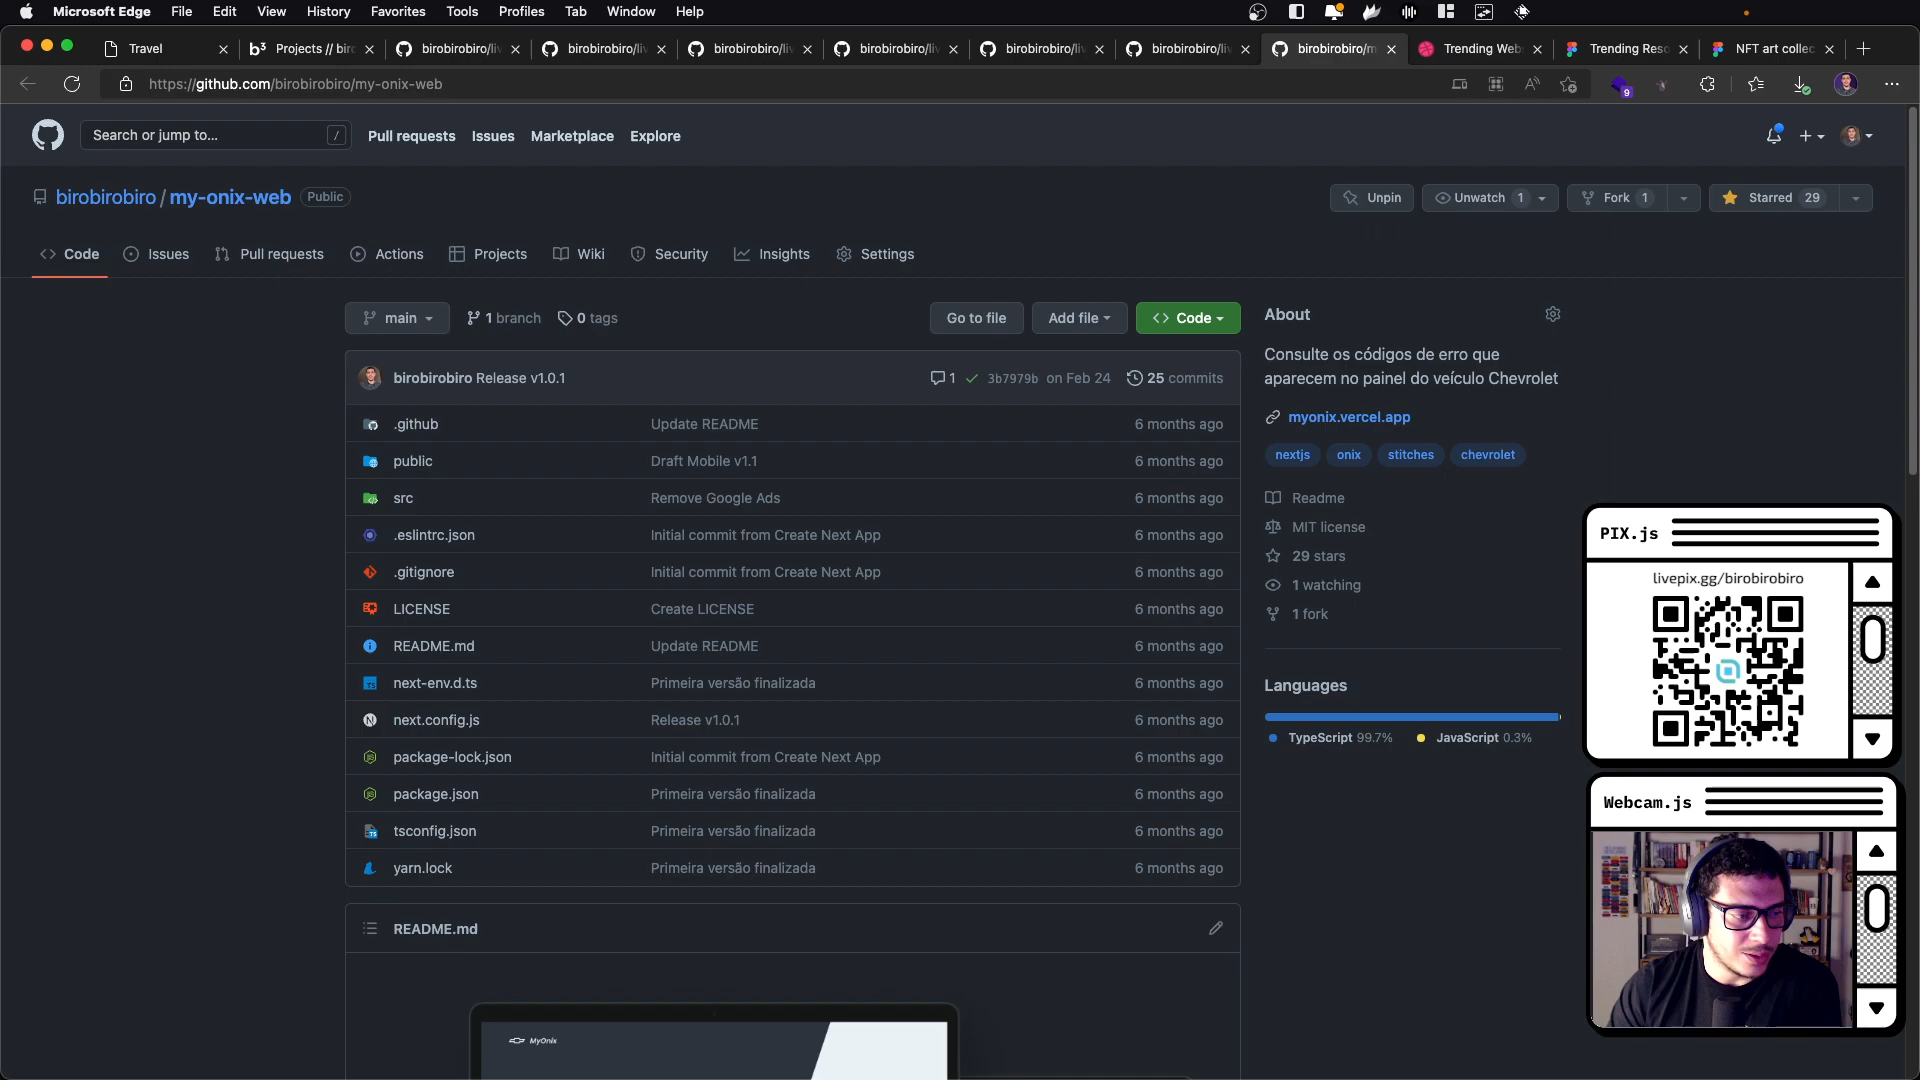 Microsoft Edge File Edit View History Favorites Tools Profiles Tab Window Help
Travel
Projects // biro
birobirobiro/liv
birobirobiro/liv
birobirobiro/liv
birobirobiro/liv
birobirobiro/liv
birobirobiro/liv
birobirobiro/m
Trending Webs
Trending Reso
NFT art collec
https://github.com/birobirobiro/my-onix-web
9
Search or jump to...
/
Pull requests Issues Marketplace Explore
birobirobiro / my-onix-web Public
Unpin Unwatch 1 Fork 1 Starred 29
Code Issues Pull requests Actions Projects Wiki Security Insights Settings
main 1 branch 0 tags Go to file Add file Code
birobirobiro Release v1.0.1 1 3b7979b on Feb 24 25 commits
.github Update README 6 months ago
public Draft Mobile v1.1 6 months ago
src Remove Google Ads 6 months ago
.eslintrc.json Initial commit from Create Next App 6 months ago
.gitignore Initial commit from Create Next App 6 months ago
LICENSE Create LICENSE 6 months ago
README.md Update README 6 months ago
next-env.d.ts Primeira versão finalizada 6 months ago
next.config.js Release v1.0.1 6 months ago
package-lock.json Initial commit from Create Next App 6 months ago
package.json Primeira versão finalizada 6 months ago
tsconfig.json Primeira versão finalizada 6 months ago
yarn.lock Primeira versão finalizada 6 months ago
README.md
MyOnix
About
Consulte os códigos de erro que
aparecem no painel do veículo Chevrolet
myonix.vercel.app
nextjs onix stitches chevrolet
Readme
MIT license
29 stars
1 watching
1 fork
Languages
TypeScript 99.7% JavaScript 0.3%
PIX.js
livepix.gg/birobirobiro
Webcam.js